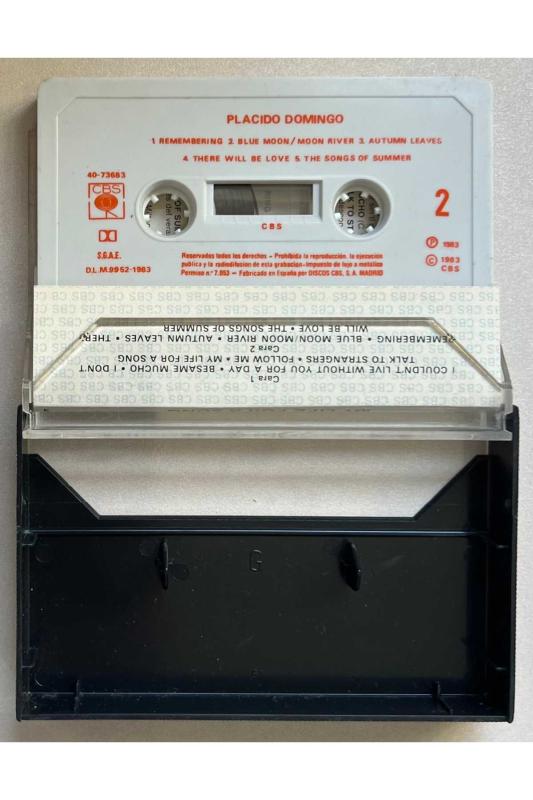 PLACIDO DOMINGO
1 REMEMBERING 2. BLUE MOON/MOON RIVER 3. AUTUMN LEAVES
4. THERE WILL BE LOVE 5. THE SONGS OF SUMMER
40-73683
CBS
S.G.A.E.
D.L.M.9952-1983
CBS
2
Ⓟ 1983
© 1983
CBS
Reservados todos los derechos - Prohibida la reproducción, la ejecución
pública y la radiodifusión de esta grabación-Impuesto de lujo a metálico
Permiso n.º 7.053 - Fabricado en España por DISCOS CBS, S.A. MADRID
Cara 1
I COULDN'T LIVE WITHOUT YOU FOR A DAY • BESAME MUCHO • I DON'T
TALK TO STRANGERS • FOLLOW ME • MY LIFE FOR A SONG
Cara 2
REMEMBERING • BLUE MOON/MOON RIVER • AUTUMN LEAVES • THERE
WILL BE LOVE • THE SONGS OF SUMMER
G